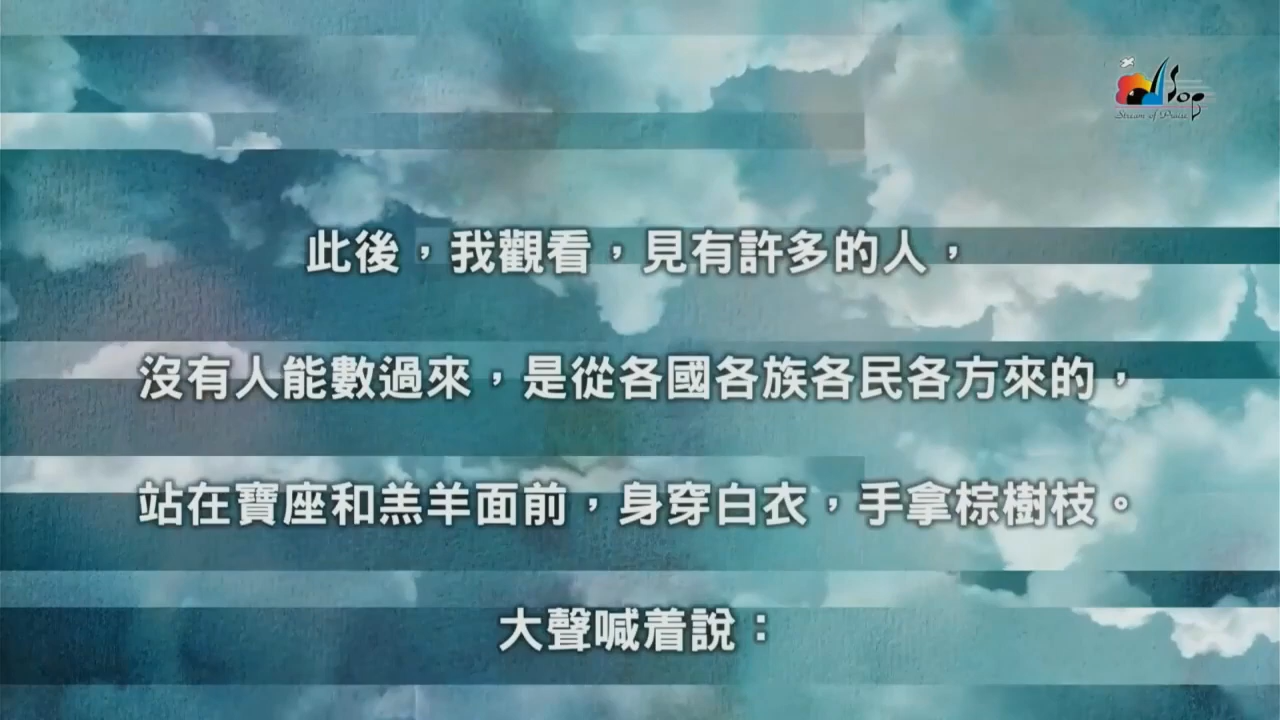 SOP
Stream of Praise
此後，我觀看，見有許多的人，
沒有人能數過來，是從各國各族各民各方來的，
站在寶座和羔羊面前，身穿白衣，手拿棕樹枝。
大聲喊着說：